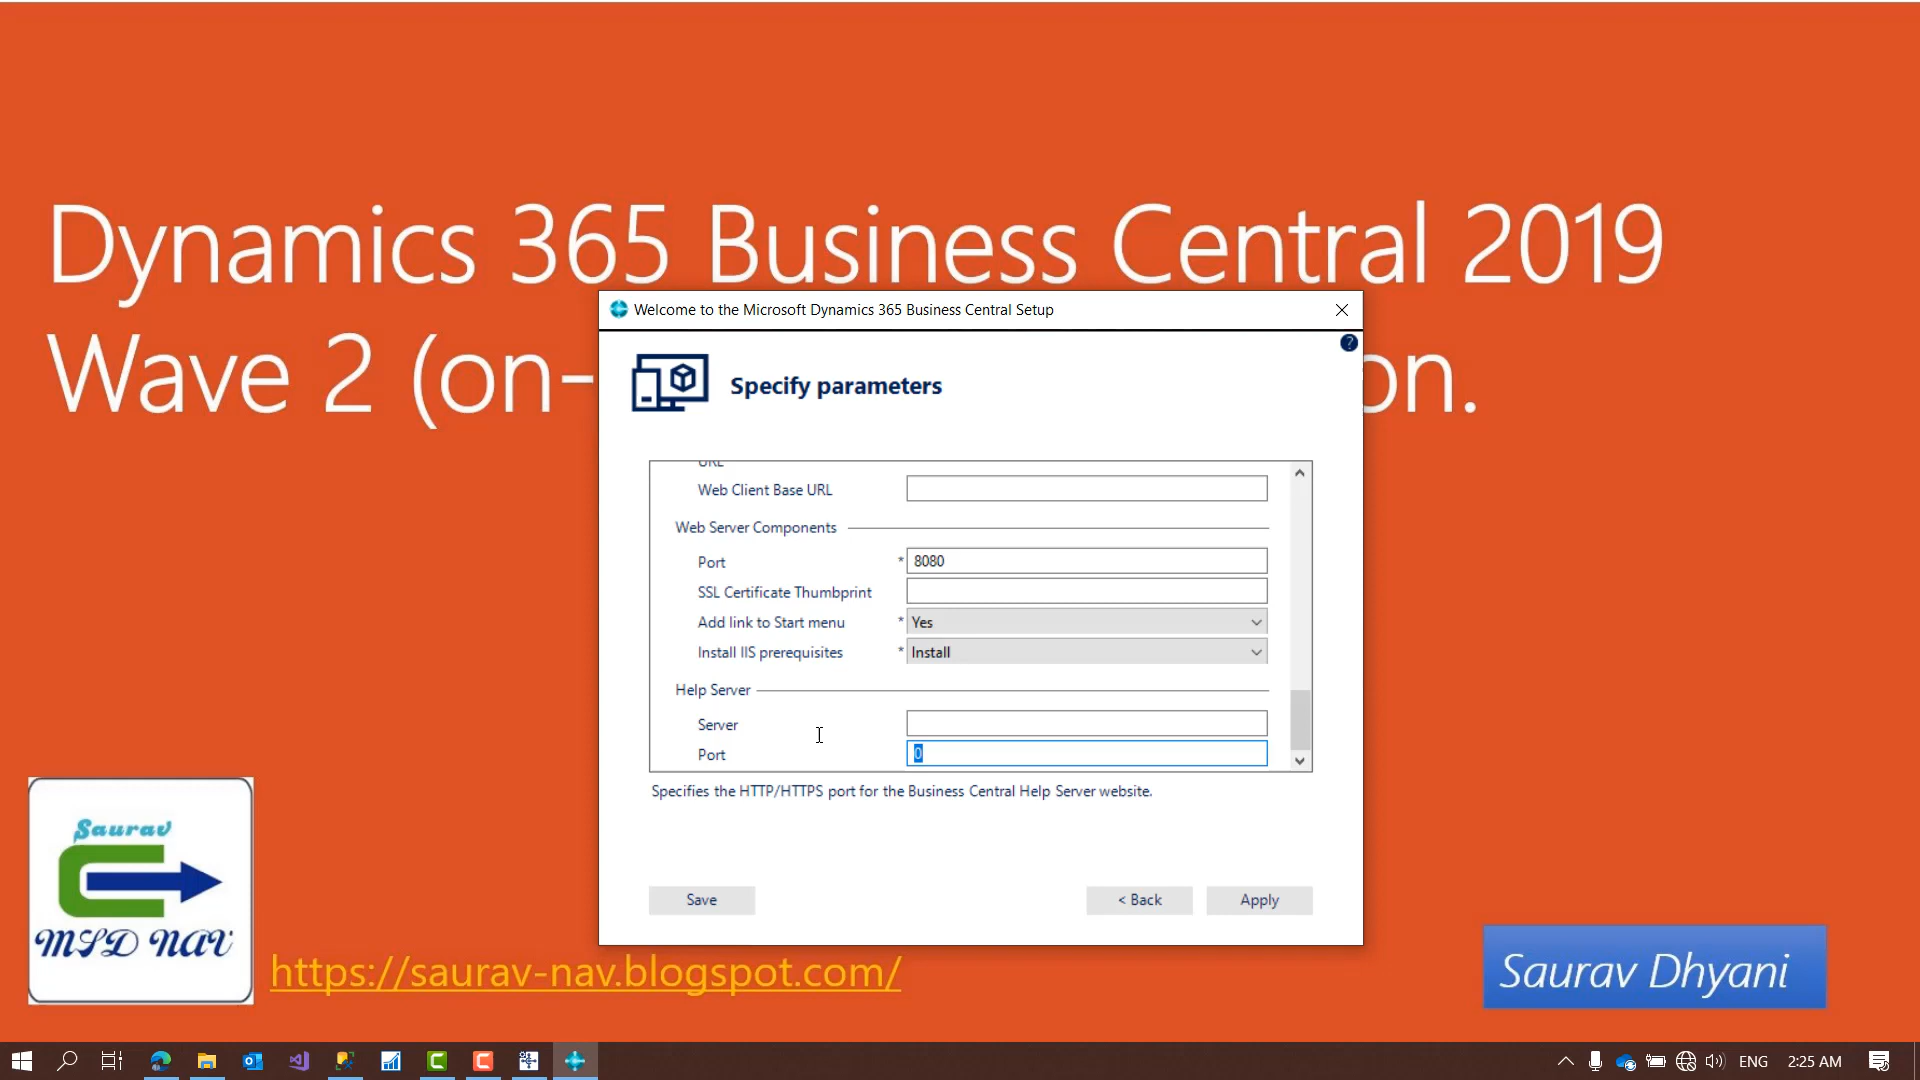 Dynamics 365 Business Central 2019
Wave 2 (on-
on.
Welcome to the Microsoft Dynamics 365 Business Central Setup
?
Specify parameters
URL
Web Client Base URL
Web Server Components
Port * 8080
SSL Certificate Thumbprint
Add link to Start menu * Yes
Install IIS prerequisites * Install
Help Server
Server
Port 0
Specifies the HTTP/HTTPS port for the Business Central Help Server website.
Save
< Back
Apply
Saurav
MSD NAV
https://saurav-nav.blogspot.com/
Saurav Dhyani
ENG
2:25 AM